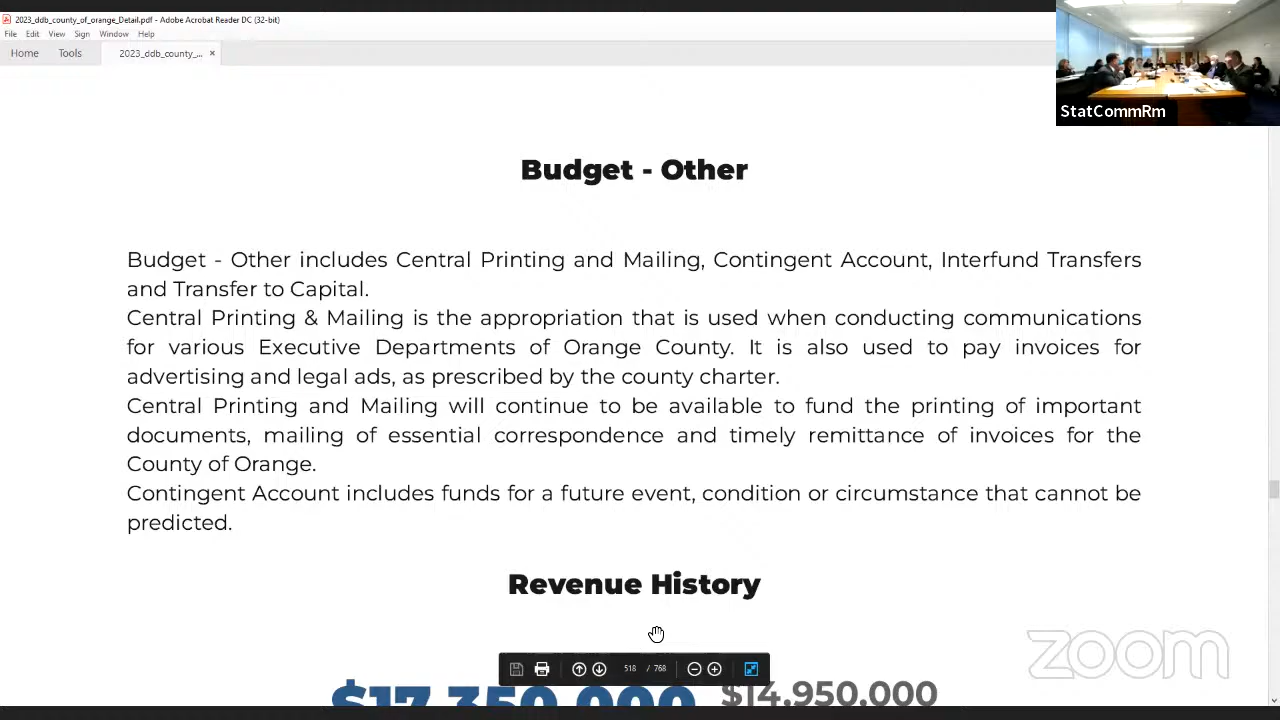 2023_ddb_county_of_orange_Detail.pdf - Adobe Acrobat Reader DC (32-bit)
File Edit View Sign Window Help
Home Tools 2023_ddb_county_... ×
StatCommRm
Budget - Other
Budget - Other includes Central Printing and Mailing, Contingent Account, Interfund Transfers
and Transfer to Capital.
Central Printing & Mailing is the appropriation that is used when conducting communications
for various Executive Departments of Orange County. It is also used to pay invoices for
advertising and legal ads, as prescribed by the county charter.
Central Printing and Mailing will continue to be available to fund the printing of important
documents, mailing of essential correspondence and timely remittance of invoices for the
County of Orange.
Contingent Account includes funds for a future event, condition or circumstance that cannot be
predicted.
Revenue History
518 / 768
$17,350,000 $14,950,000
zoom